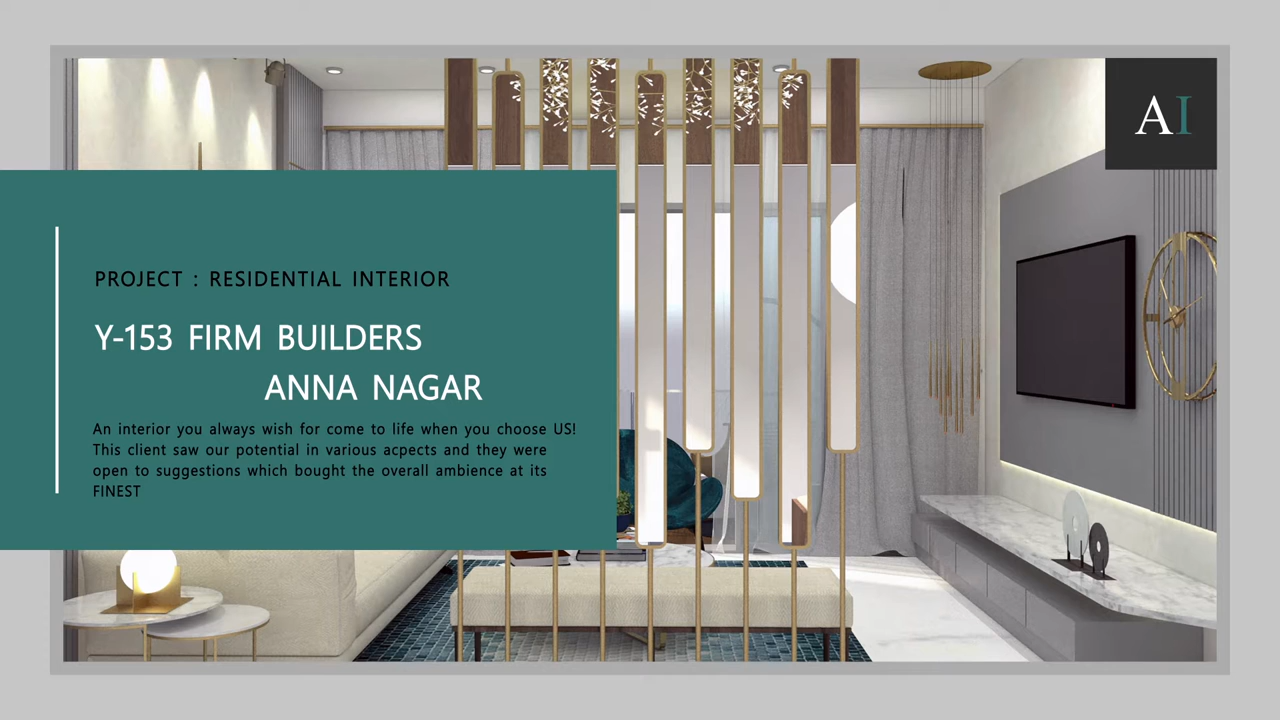 AI
PROJECT : RESIDENTIAL INTERIOR
Y-153 FIRM BUILDERS
ANNA NAGAR
An interior you always wish for come to life when you choose US!
This client saw our potential in various acpects and they were
open to suggestions which bought the overall ambience at its
FINEST